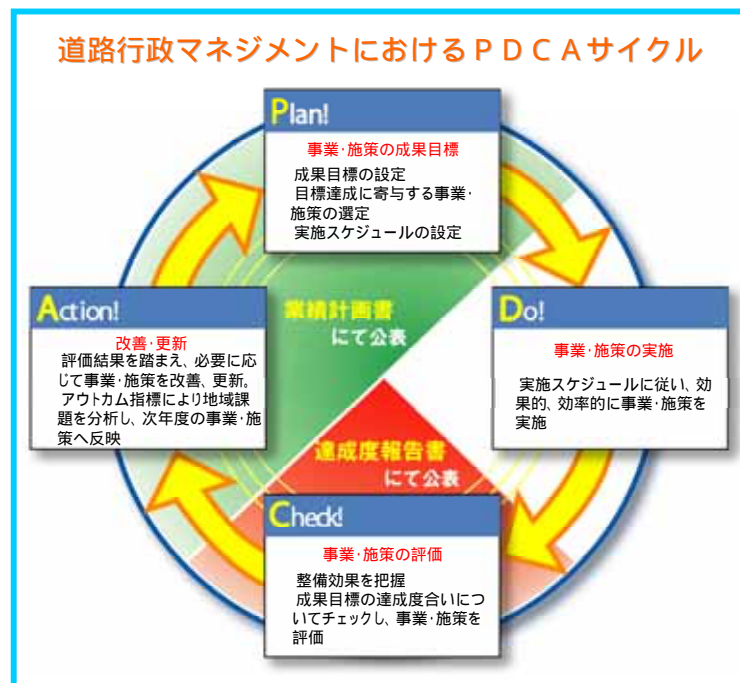 道路行政マネジメントにおけるＰＤＣＡサイクル
Plan!
事業・施策の成果目標
成果目標の設定
目標達成に寄与する事業・
施策の選定
実施スケジュールの設定
Action!
改善・更新
評価結果を踏まえ、必要に応
じて事業・施策を改善、更新。
アウトカム指標により地域課
題を分析し、次年度の事業・施
策へ反映
業績計画書
にて公表
Do!
事業・施策の実施
実施スケジュールに従い、効
果的、効率的に事業・施策を
実施
達成度報告書
にて公表
Check!
事業・施策の評価
整備効果を把握
成果目標の達成度合いにつ
いてチェックし、事業・施策を
評価